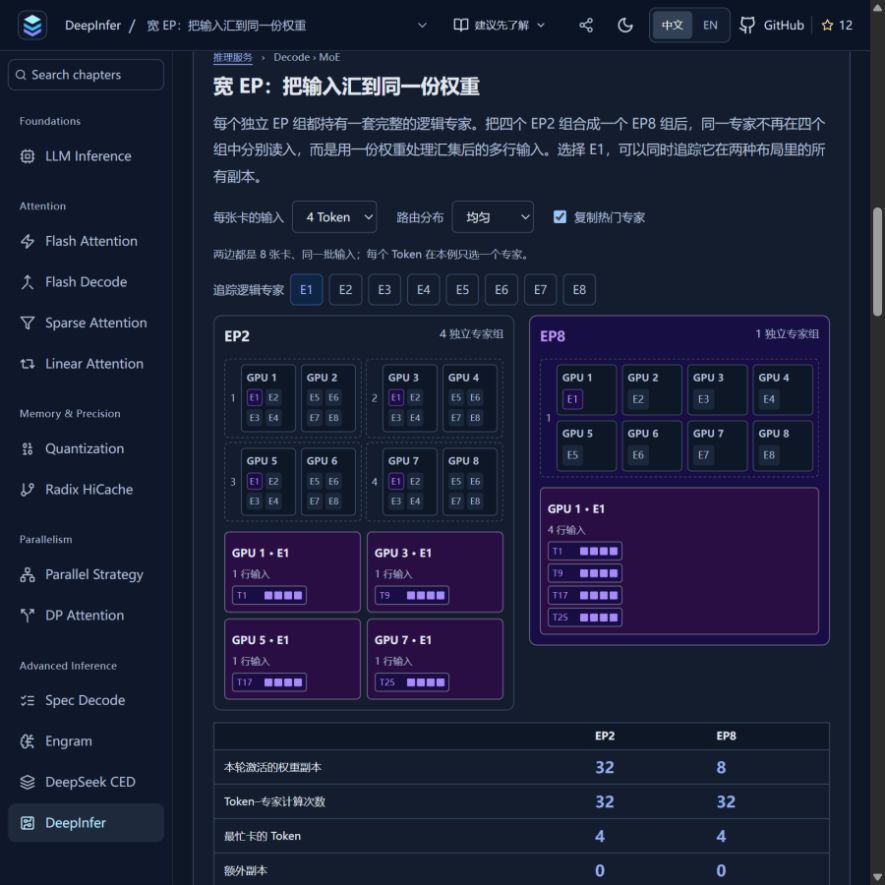 DeepInfer / 宽 EP：把输入汇到同一份权重
建议先了解
中文 EN
GitHub
12
Search chapters
Foundations
LLM Inference
Attention
Flash Attention
Flash Decode
Sparse Attention
Linear Attention
Memory & Precision
Quantization
Radix HiCache
Parallelism
Parallel Strategy
DP Attention
Advanced Inference
Spec Decode
Engram
DeepSeek CED
DeepInfer
推理服务 › Decode › MoE
宽 EP：把输入汇到同一份权重
每个独立 EP 组都持有一套完整的逻辑专家。把四个 EP2 组合成一个 EP8 组后，同一专家不再在四个
组中分别读入，而是用一份权重处理汇集后的多行输入。选择 E1，可以同时追踪它在两种布局里的所
有副本。
每张卡的输入 4 Token 路由分布 均匀 复制热门专家
两边都是 8 张卡、同一批输入；每个 Token 在本例只选一个专家。
追踪逻辑专家 E1 E2 E3 E4 E5 E6 E7 E8
EP2 4 独立专家组
1
GPU 1
E1 E2
E3 E4
GPU 2
E5 E6
E7 E8
2
GPU 3
E1 E2
E3 E4
GPU 4
E5 E6
E7 E8
3
GPU 5
E1 E2
E3 E4
GPU 6
E5 E6
E7 E8
4
GPU 7
E1 E2
E3 E4
GPU 8
E5 E6
E7 E8
GPU 1 • E1
1 行输入
T1
GPU 3 • E1
1 行输入
T9
GPU 5 • E1
1 行输入
T17
GPU 7 • E1
1 行输入
T25
EP8 1 独立专家组
1
GPU 1
E1
GPU 2
E2
GPU 3
E3
GPU 4
E4
GPU 5
E5
GPU 6
E6
GPU 7
E7
GPU 8
E8
GPU 1 • E1
4 行输入
T1
T9
T17
T25
EP2 EP8
本轮激活的权重副本 32 8
Token–专家计算次数 32 32
最忙卡的 Token 4 4
额外副本 0 0